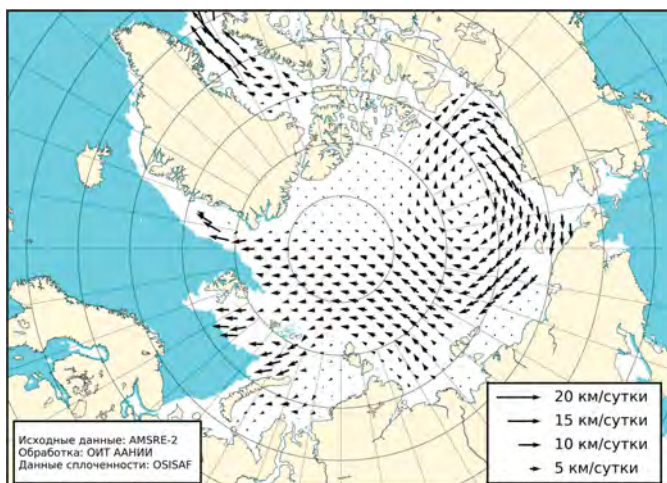 20 км/сутки
15 км/сутки
10 км/сутки
5 км/сутки
Исходные данные: AMSRE-2
Обработка: ОИТ ААНИИ
Данные сплоченности: OSISAF